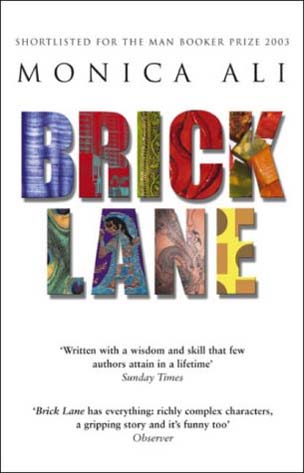 SHORTLISTED FOR THE MAN BOOKER PRIZE 2003
MONICA ALI
BRICK
LANE
‘Written with a wisdom and skill that few
authors attain in a lifetime’
Sunday Times
‘Brick Lane has everything: richly complex characters,
a gripping story and it’s funny too’
Observer